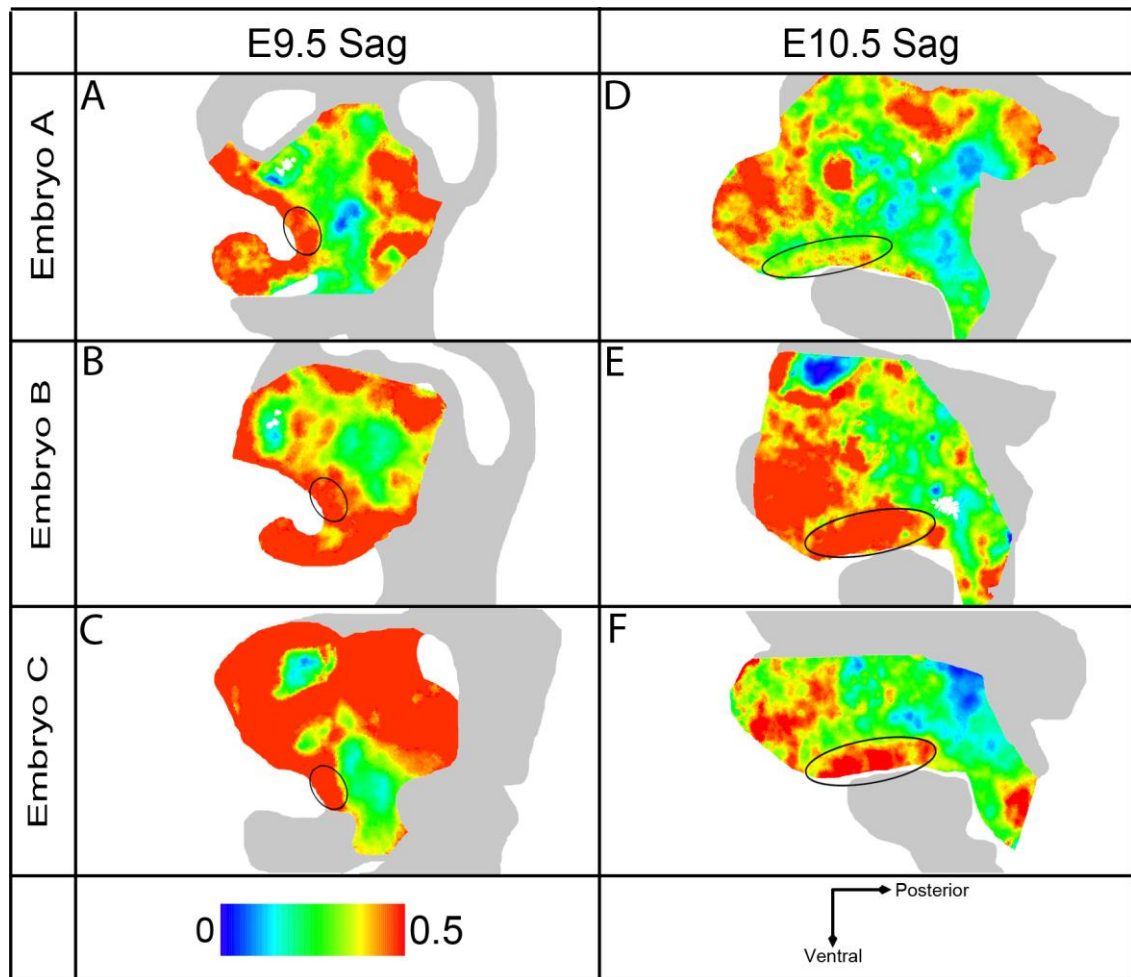 E9.5 Sag
E10.5 Sag
Embryo A
A
D
Embryo B
B
E
Embryo C
C
F
0
0.5
Posterior
Ventral